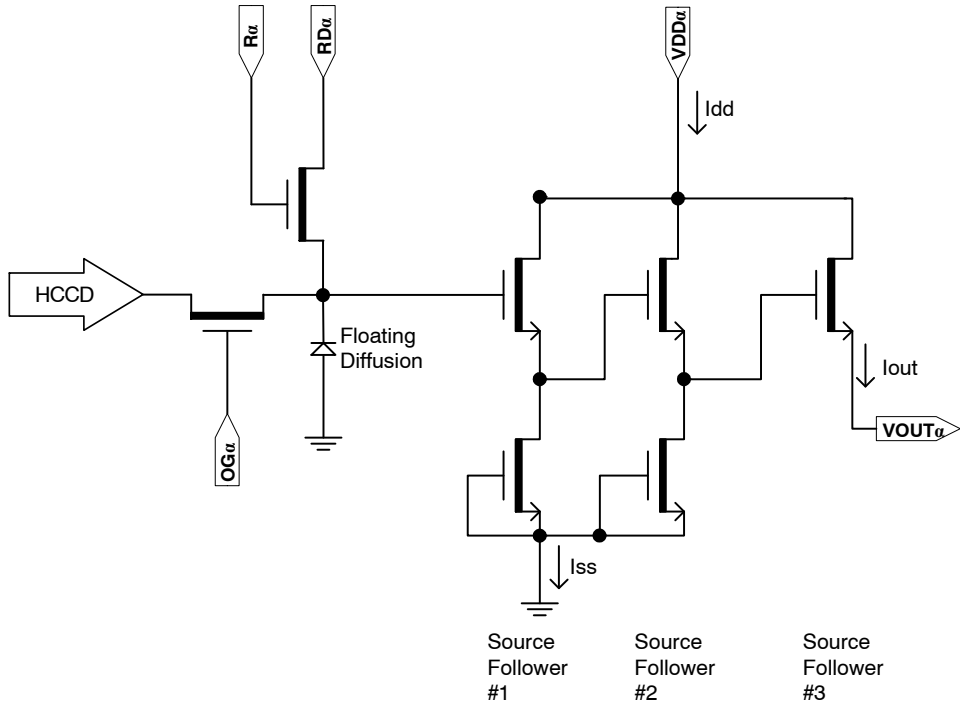 Rα
RDα
VDDα
Idd
HCCD
Floating
Diffusion
Iout
VOUTα
OGα
Iss
Source
Follower
#1
Source
Follower
#2
Source
Follower
#3